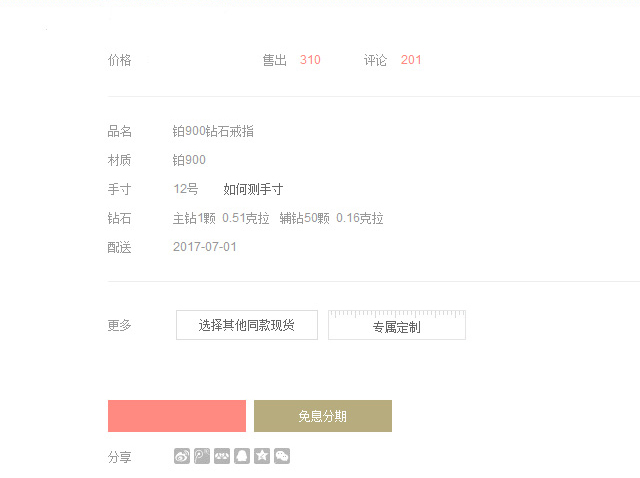 价格 售出 310 评论 201
品名 铂900钻石戒指
材质 铂900
手寸 12号 如何测手寸
钻石 主钻1颗 0.51克拉 辅钻50颗 0.16克拉
配送 2017-07-01
更多 选择其他同款现货 专属定制
免息分期
分享